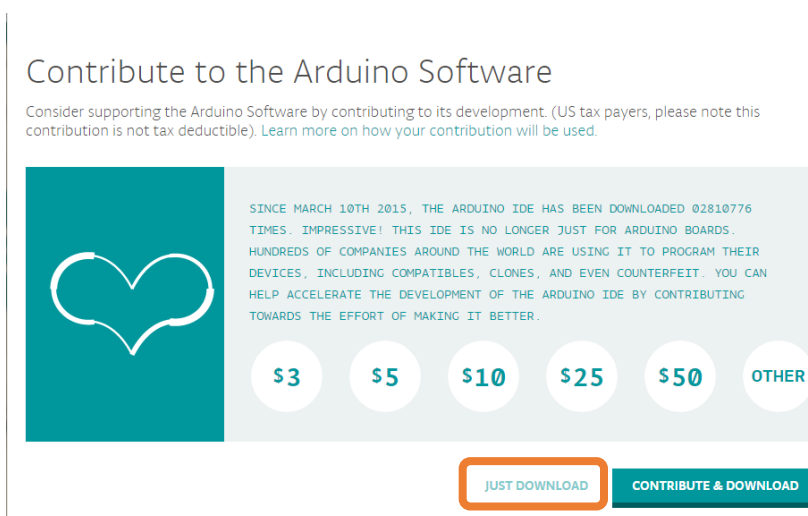 Contribute to the Arduino Software
Consider supporting the Arduino Software by contributing to its development. (US tax payers, please note this
contribution is not tax deductible). Learn more on how your contribution will be used.
SINCE MARCH 10TH 2015, THE ARDUINO IDE HAS BEEN DOWNLOADED 02810776
TIMES. IMPRESSIVE! THIS IDE IS NO LONGER JUST FOR ARDUINO BOARDS.
HUNDREDS OF COMPANIES AROUND THE WORLD ARE USING IT TO PROGRAM THEIR
DEVICES, INCLUDING COMPATIBLES, CLONES, AND EVEN COUNTERFEIT. YOU CAN
HELP ACCELERATE THE DEVELOPMENT OF THE ARDUINO IDE BY CONTRIBUTING
TOWARDS THE EFFORT OF MAKING IT BETTER.
$3 $5 $10 $25 $50 OTHER
JUST DOWNLOAD CONTRIBUTE & DOWNLOAD